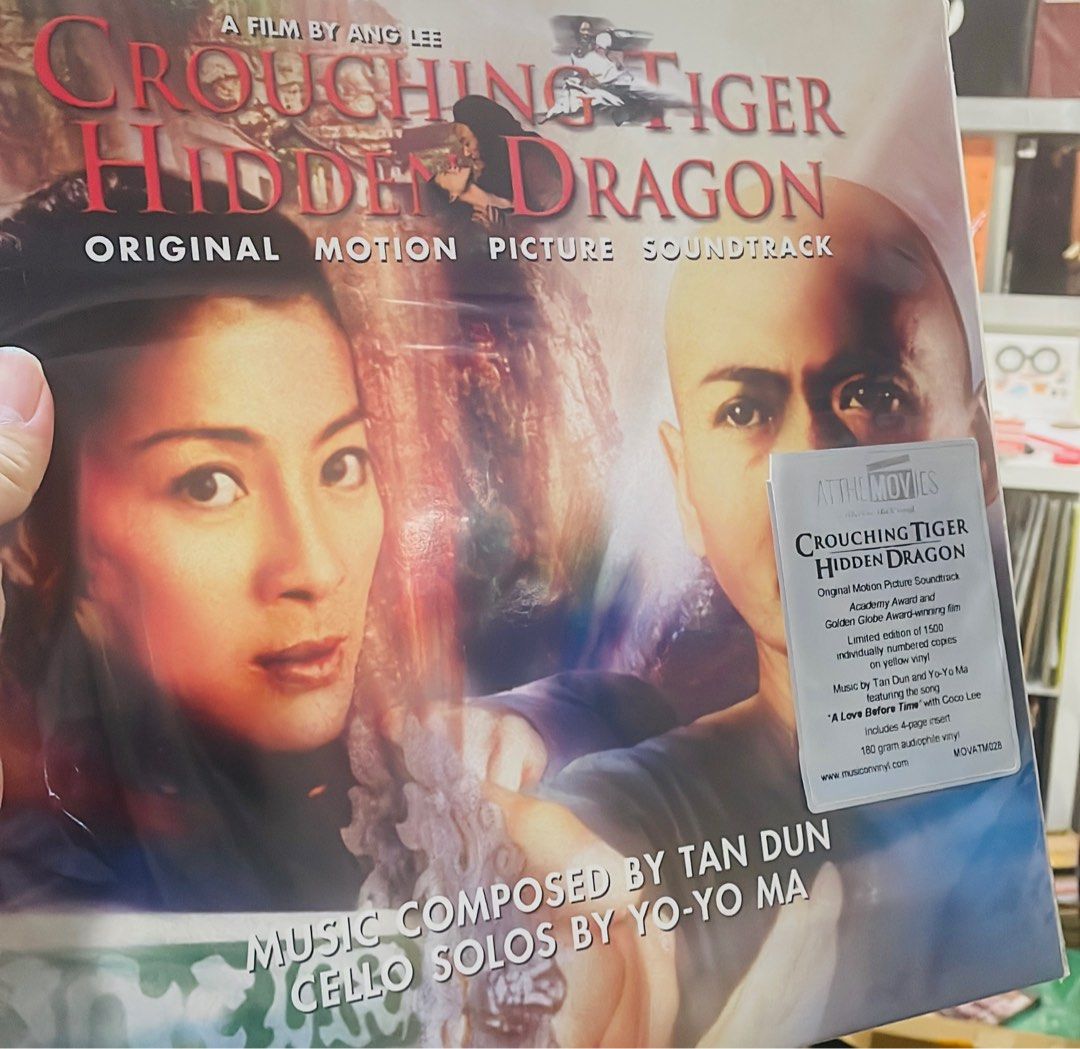 A FILM BY ANG LEE
CROUCHING TIGER
HIDDEN DRAGON
ORIGINAL MOTION PICTURE SOUNDTRACK
ATTHEMOVIES
CROUCHING TIGER
HIDDEN DRAGON
Original Motion Picture Soundtrack
Academy Award and
Golden Globe Award-winning film
Limited edition of 1500
individually numbered copies
on yellow vinyl
Music by Tan Dun and Yo-Yo Ma
featuring the song
"A Love Before Time" with Coco Lee
Includes 4-page insert
180 gram audiophile vinyl
www.musiconvinyl.com MOVATM028
MUSIC COMPOSED BY TAN DUN
CELLO SOLOS BY YO-YO MA